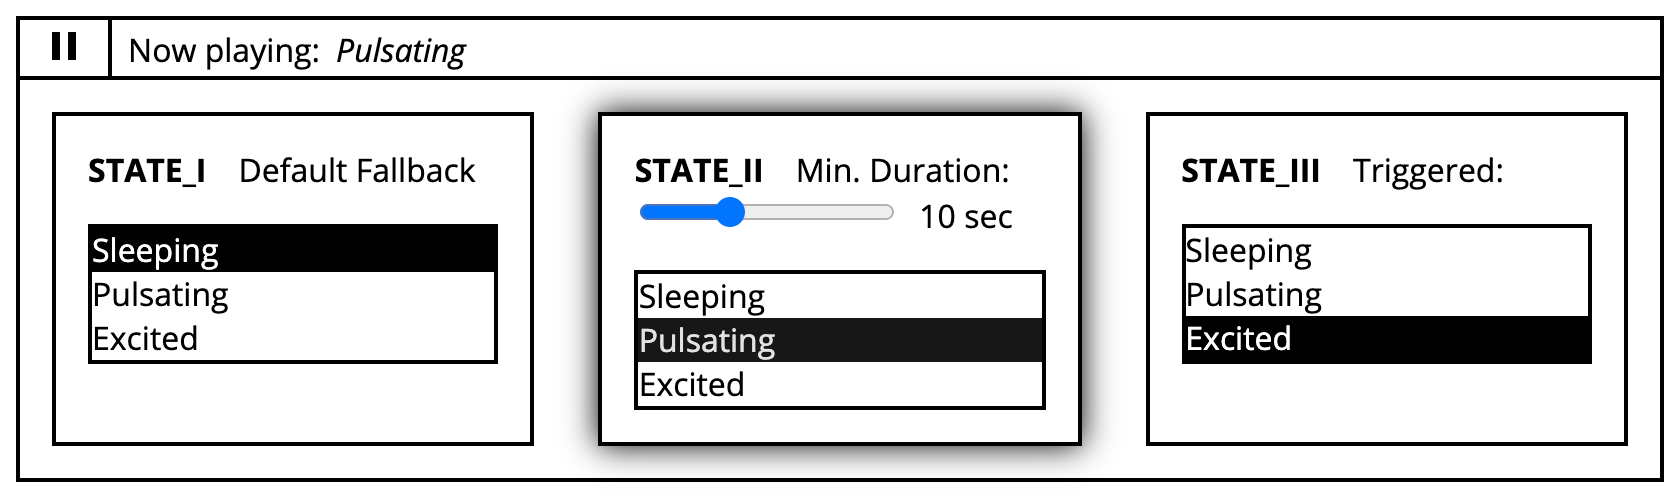 Now playing: Pulsating
STATE_I Default Fallback
Sleeping
Pulsating
Excited
STATE_II Min. Duration:
10 sec
Sleeping
Pulsating
Excited
STATE_III Triggered:
Sleeping
Pulsating
Excited